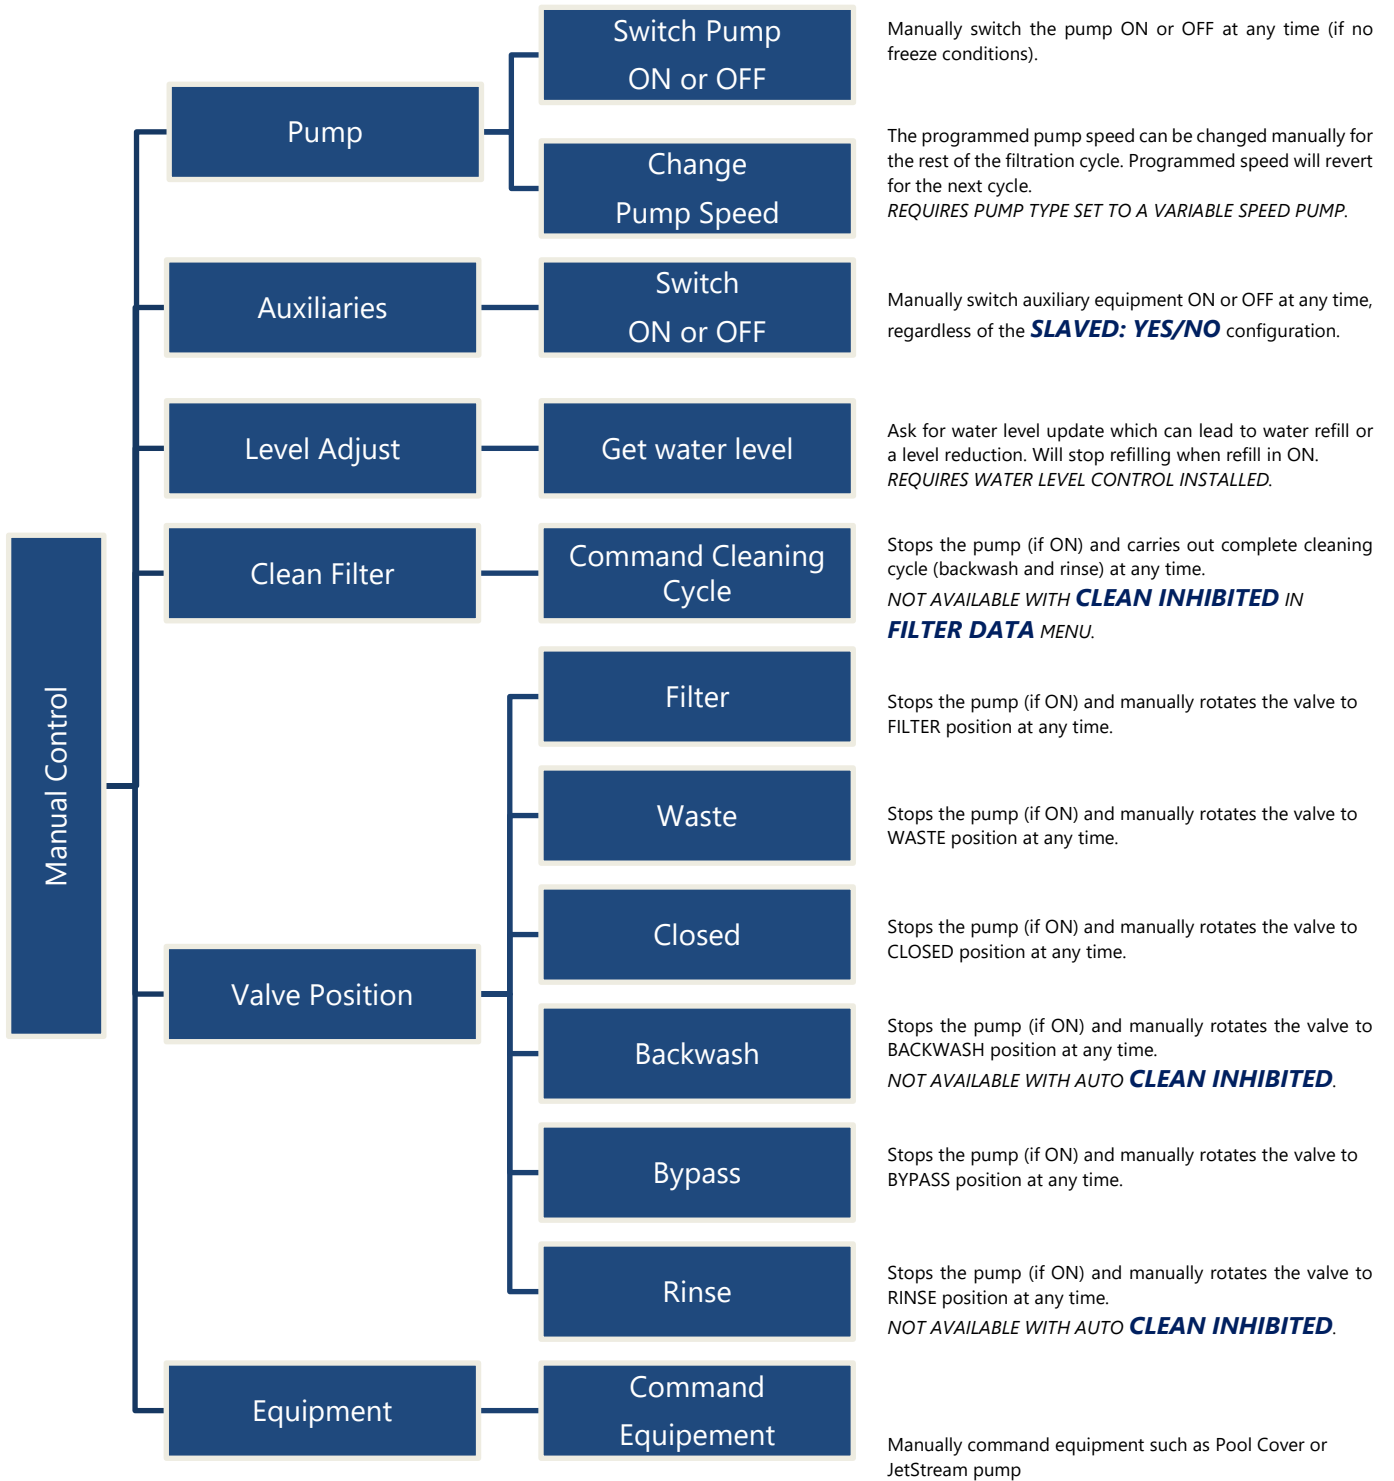 Manual Control
Pump
Switch Pump
ON or OFF
Manually switch the pump ON or OFF at any time (if no
freeze conditions).
Change
Pump Speed
The programmed pump speed can be changed manually for
the rest of the filtration cycle. Programmed speed will revert
for the next cycle.
REQUIRES PUMP TYPE SET TO A VARIABLE SPEED PUMP.
Auxiliaries
Switch
ON or OFF
Manually switch auxiliary equipment ON or OFF at any time,
regardless of the SLAVED: YES/NO configuration.
Level Adjust
Get water level
Ask for water level update which can lead to water refill or
a level reduction. Will stop refilling when refill in ON.
REQUIRES WATER LEVEL CONTROL INSTALLED.
Clean Filter
Command Cleaning
Cycle
Stops the pump (if ON) and carries out complete cleaning
cycle (backwash and rinse) at any time.
NOT AVAILABLE WITH CLEAN INHIBITED IN
FILTER DATA MENU.
Valve Position
Filter
Stops the pump (if ON) and manually rotates the valve to
FILTER position at any time.
Waste
Stops the pump (if ON) and manually rotates the valve to
WASTE position at any time.
Closed
Stops the pump (if ON) and manually rotates the valve to
CLOSED position at any time.
Backwash
Stops the pump (if ON) and manually rotates the valve to
BACKWASH position at any time.
NOT AVAILABLE WITH AUTO CLEAN INHIBITED.
Bypass
Stops the pump (if ON) and manually rotates the valve to
BYPASS position at any time.
Rinse
Stops the pump (if ON) and manually rotates the valve to
RINSE position at any time.
NOT AVAILABLE WITH AUTO CLEAN INHIBITED.
Equipment
Command
Equipement
Manually command equipment such as Pool Cover or
JetStream pump